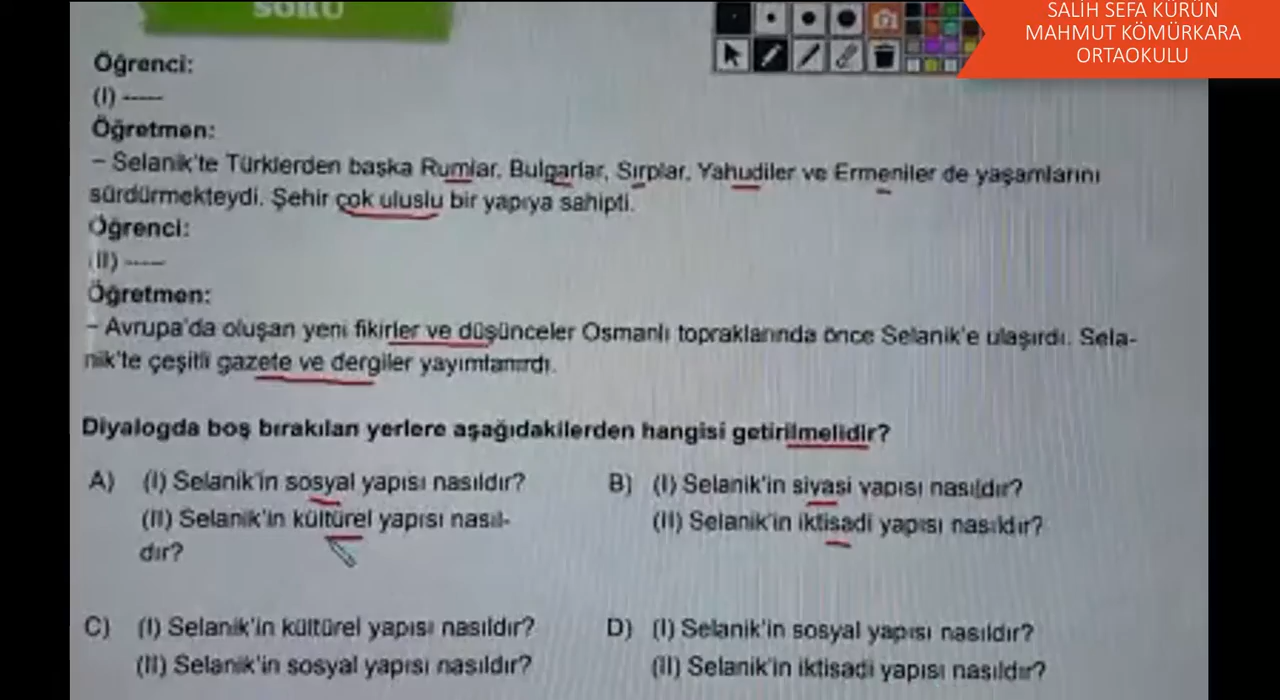 SORU
SALİH SEFA KÜRÜN
MAHMUT KÖMÜRKARA
ORTAOKULU
Öğrenci:
(I) -----
Öğretmen:
– Selanik'te Türklerden başka Rumlar, Bulgarlar, Sırplar, Yahudiler ve Ermeniler de yaşamlarını
sürdürmekteydi. Şehir çok uluslu bir yapıya sahipti.
Öğrenci:
(II) -----
Öğretmen:
– Avrupa'da oluşan yeni fikirler ve düşünceler Osmanlı topraklarında önce Selanik'e ulaşırdı. Sela-
nik'te çeşitli gazete ve dergiler yayımlanırdı.
Diyalogda boş bırakılan yerlere aşağıdakilerden hangisi getirilmelidir?
A) (I) Selanik'in sosyal yapısı nasıldır?
(II) Selanik'in kültürel yapısı nasıl-
dır?
B) (I) Selanik'in siyasi yapısı nasıldır?
(II) Selanik'in iktisadi yapısı nasıldır?
C) (I) Selanik'in kültürel yapısı nasıldır?
(II) Selanik'in sosyal yapısı nasıldır?
D) (I) Selanik'in sosyal yapısı nasıldır?
(II) Selanik'in iktisadi yapısı nasıldır?